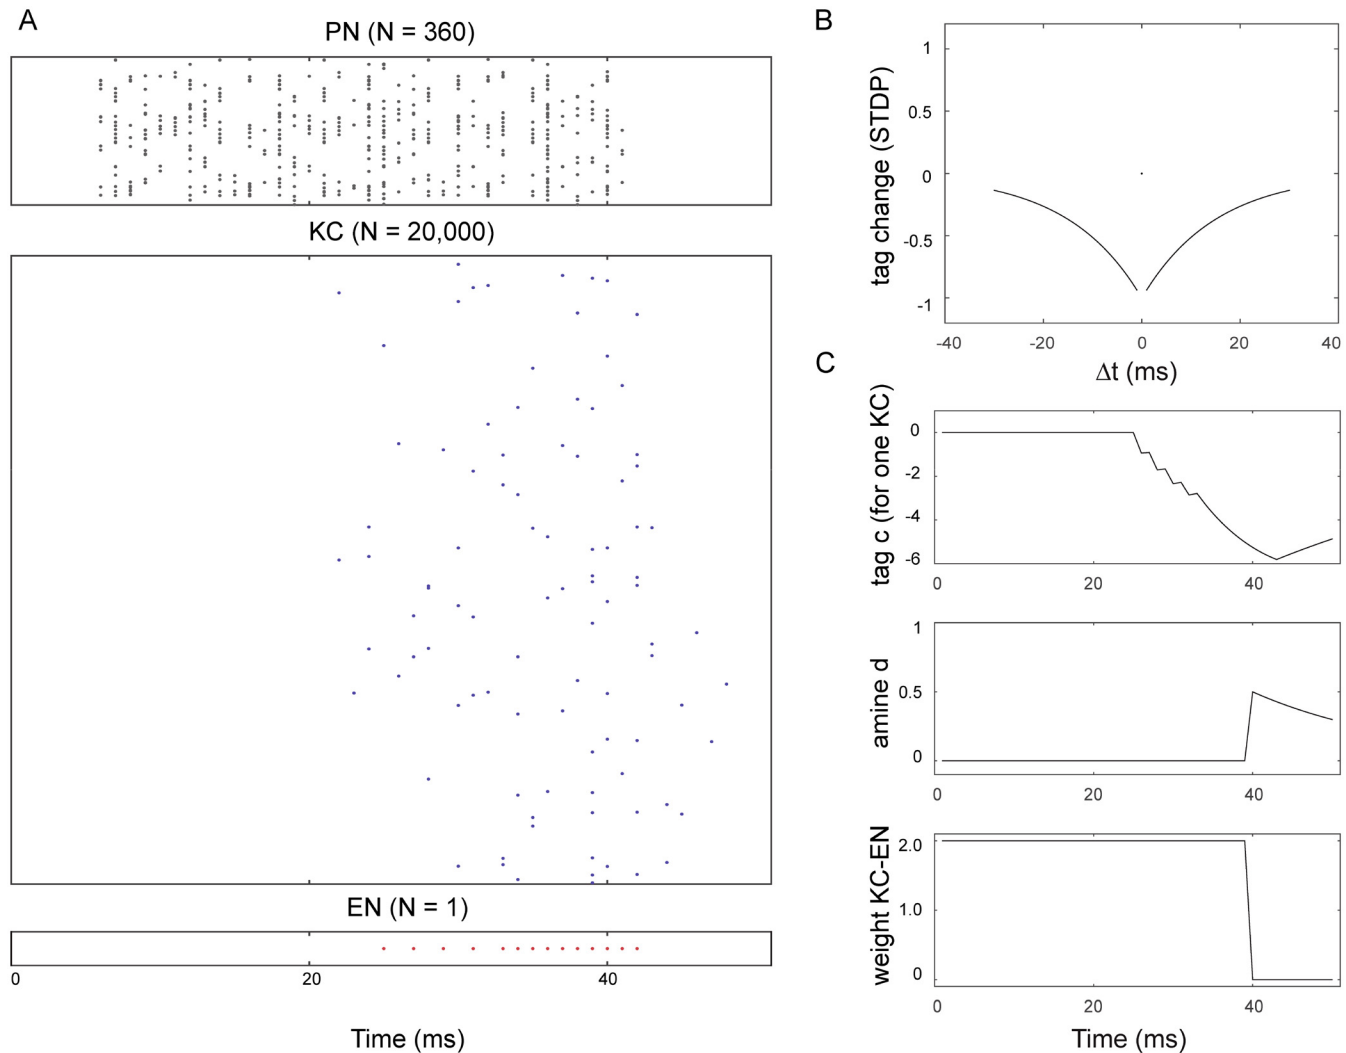 A
PN (N = 360)
KC (N = 20,000)
EN (N = 1)
0 20 40
Time (ms)
B
tag change (STDP)
1
0.5
0
-0.5
-1
-40 -20 0 20 40
Δt (ms)
C
tag c (for one KC)
0
-2
-4
-6
0 20 40
amine d
1
0.5
0
0 20 40
weight KC-EN
2.0
1.0
0
0 20 40
Time (ms)